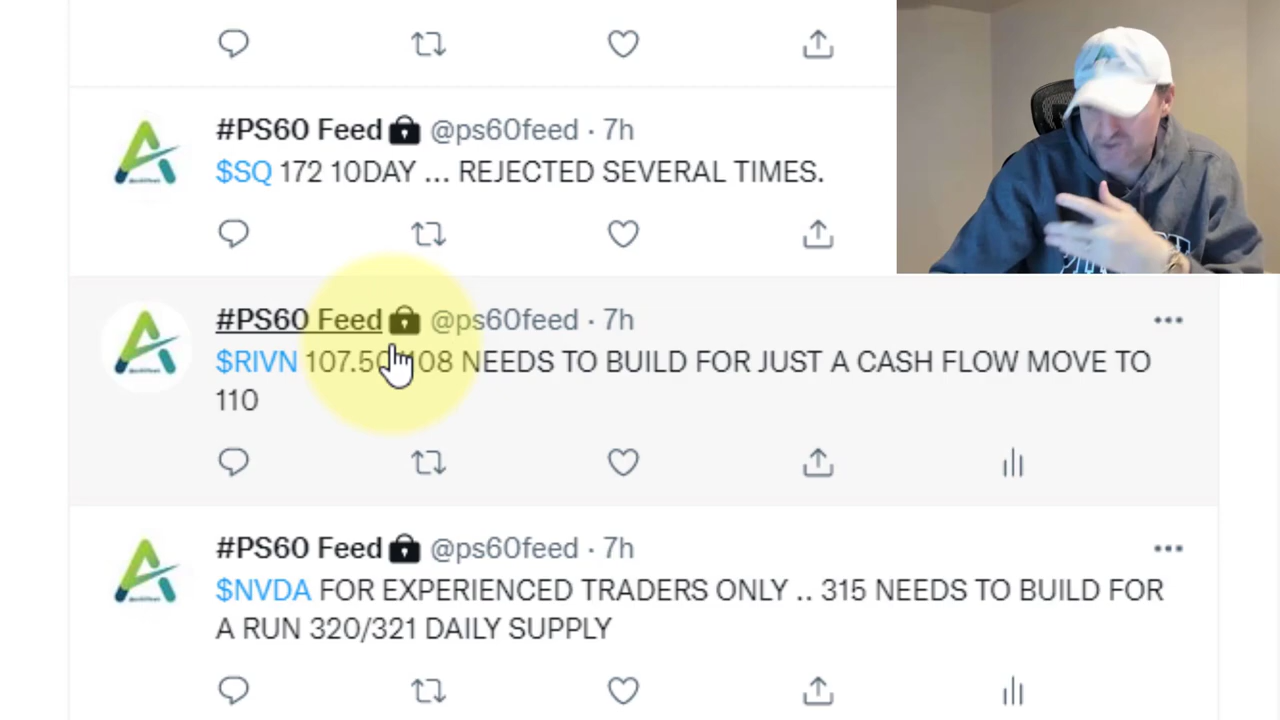 #PS60 Feed @ps60feed · 7h
$SQ 172 10DAY ... REJECTED SEVERAL TIMES.
#PS60 Feed @ps60feed · 7h
$RIVN 107.50 108 NEEDS TO BUILD FOR JUST A CASH FLOW MOVE TO
110
#PS60 Feed @ps60feed · 7h
$NVDA FOR EXPERIENCED TRADERS ONLY .. 315 NEEDS TO BUILD FOR
A RUN 320/321 DAILY SUPPLY